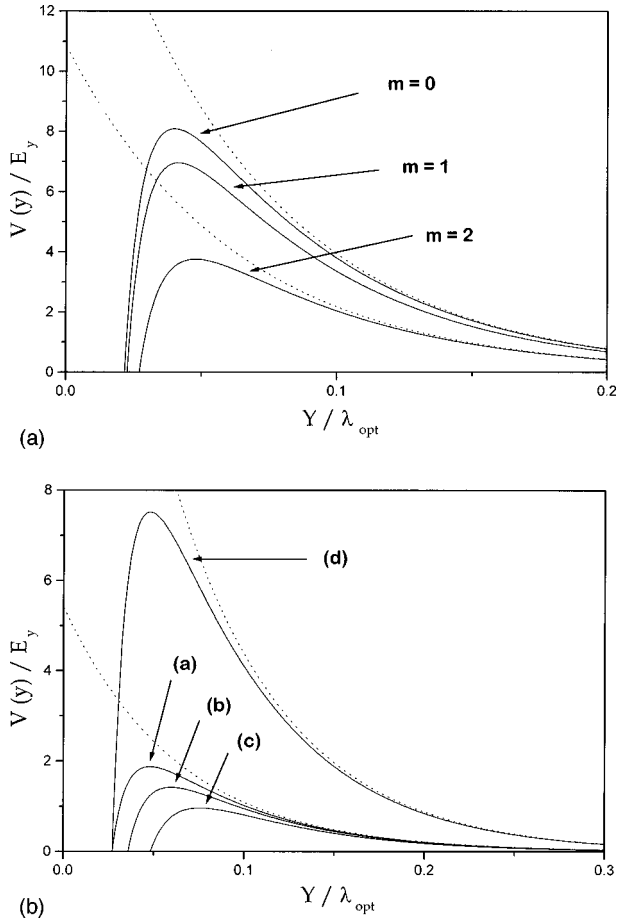 12
10
8
6
4
2
0
V (y) / E_y
m = 0
m = 1
m = 2
0.0 0.1 0.2
Y / λ_opt
(a)
8
6
4
2
0
V (y) / E_y
(d)
(a)
(b)
(c)
0.0 0.1 0.2 0.3
Y / λ_opt
(b)